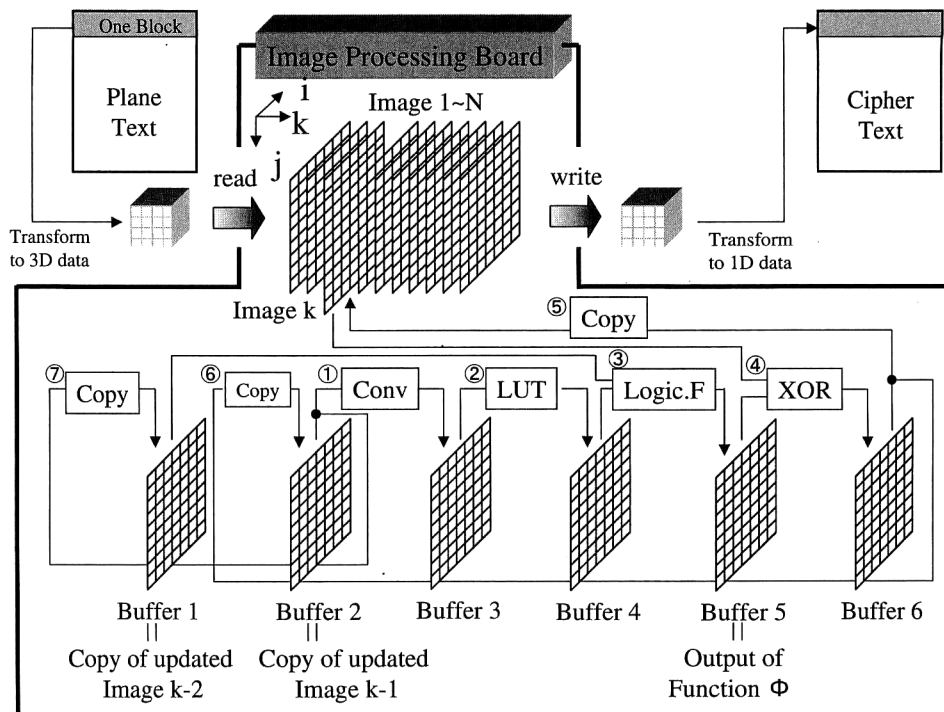 One Block
Plane
Text
Image Processing Board
Cipher
Text
i
k
j
Image 1~N
read
write
Transform
to 3D data
Transform
to 1D data
Image k
⑤
Copy
⑦
Copy
⑥
Copy
①
Conv
②
LUT
③
Logic.F
④
XOR
Buffer 1
Buffer 2
Buffer 3
Buffer 4
Buffer 5
Buffer 6
||
||
||
Copy of updated
Image k-2
Copy of updated
Image k-1
Output of
Function Φ